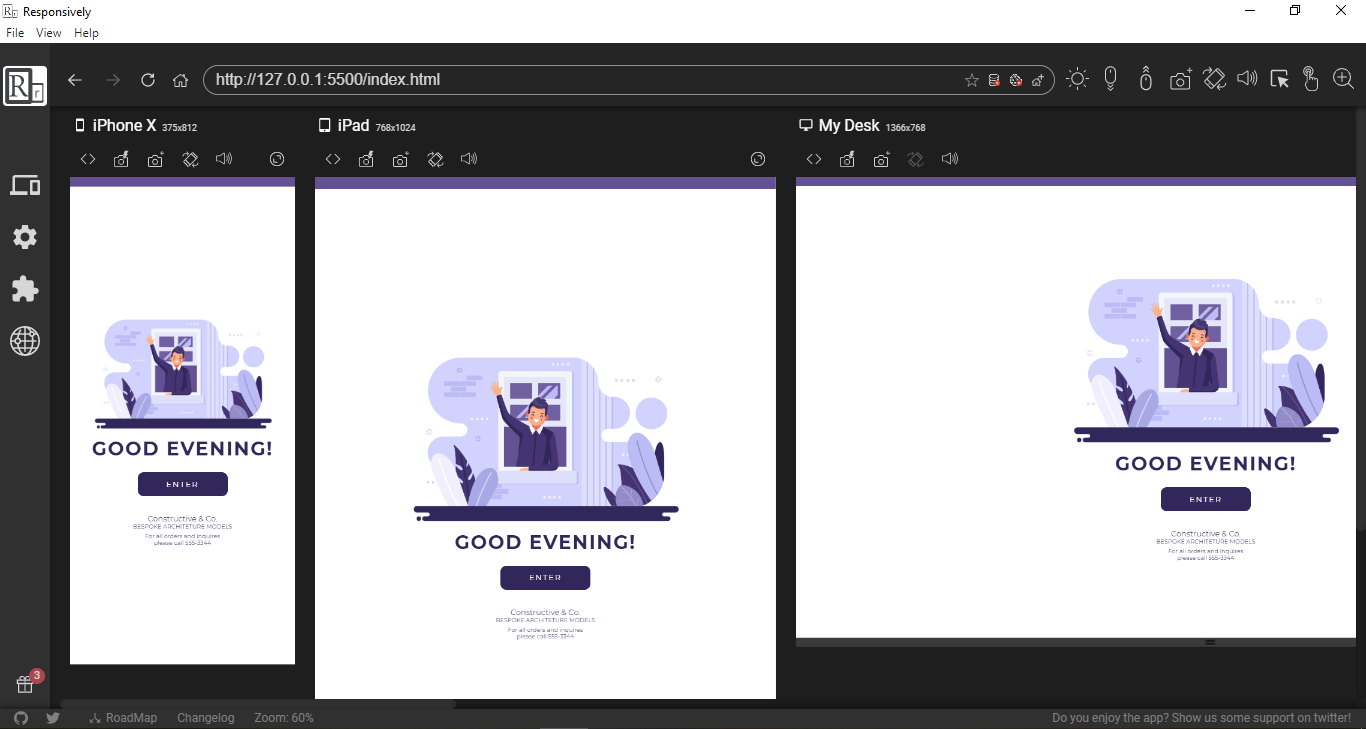 Responsively
File View Help
http://127.0.0.1:5500/index.html
iPhone X 375x812
iPad 768x1024
My Desk 1366x768
GOOD EVENING!
ENTER
Constructive & Co.
BESPOKE ARCHITETURE MODELS
For all orders and inquires
please call 555-3344
GOOD EVENING!
ENTER
Constructive & Co.
BESPOKE ARCHITETURE MODELS
For all orders and inquires
please call 555-3344
GOOD EVENING!
ENTER
Constructive & Co.
BESPOKE ARCHITETURE MODELS
For all orders and inquires
please call 555-3344
3
RoadMap Changelog Zoom: 60% Do you enjoy the app? Show us some support on twitter!